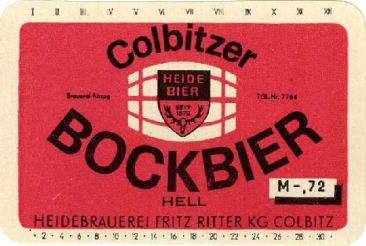 I II III IV V VI VII VIII IX X XI XII
Colbitzer
HEIDE
BIER
SEIT
1872
Brauerei-Abzug
TGL-Nr. 7764
BOCKBIER
HELL
M-,72
HEIDEBRAUEREI FRITZ RITTER KG COLBITZ
· 2 · 4 · 6 · 8 · 10 · 12 · 14 · 16 · 18 · 20 · 22 · 24 · 26 · 28 · 30 ·